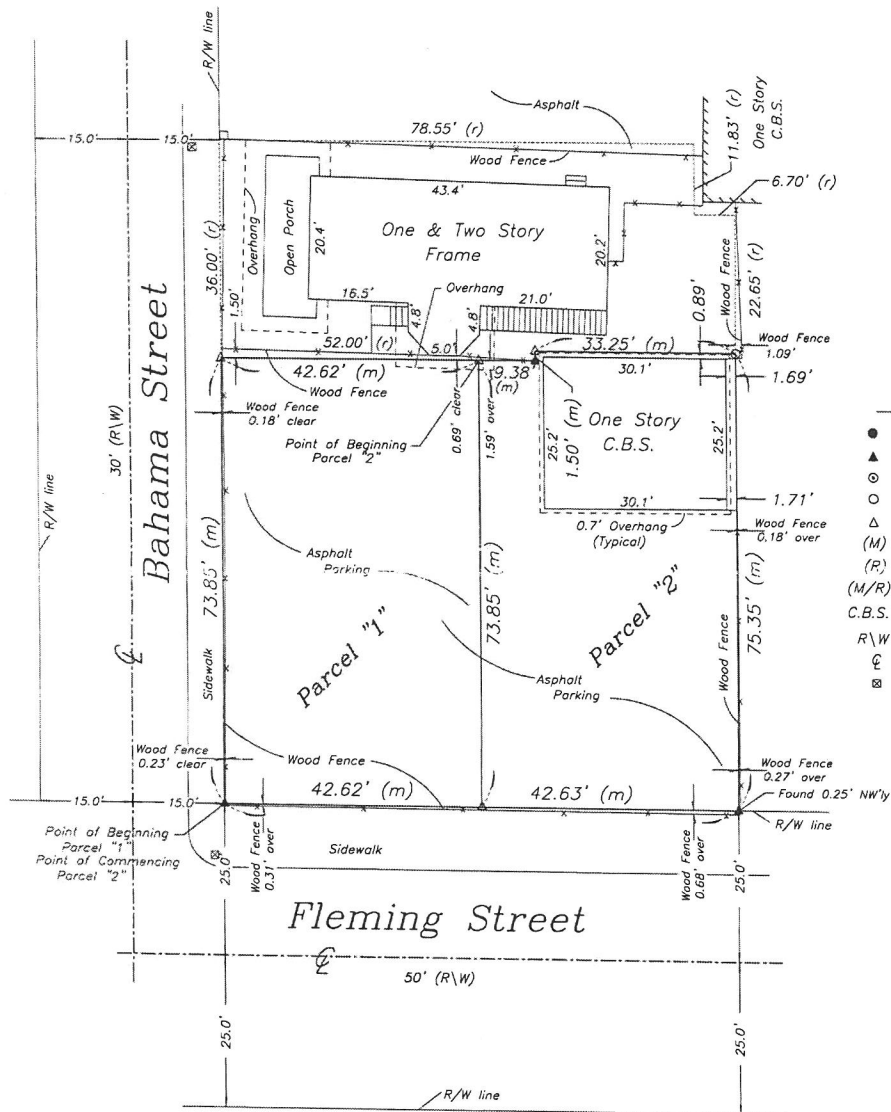 R/W line
R/W line
15.0'
15.0'
Asphalt
78.55' (r)
Wood Fence
11.83' (r)
One Story
C.B.S.
6.70' (r)
43.4'
One & Two Story
Frame
20.4'
20.2'
Overhang
Open Porch
36.00' (r)
1.50'
16.5'
Overhang
21.0'
4.8'
4.8'
5.0'
52.00' (r)
42.62' (m)
Wood Fence
9.38'
(m)
33.25' (m)
30.1'
0.89'
Wood Fence
22.65' (r)
Wood Fence
1.09'
1.69'
Wood Fence
0.18' clear
Point of Beginning
Parcel "2"
0.69' clear
1.59' over
One Story
C.B.S.
25.2'
1.50' (m)
25.2'
30.1'
0.7' Overhang
(Typical)
1.71'
Wood Fence
0.18' over
(M)
(R)
(M/R)
C.B.S.
R\W
℄
30' (R\W)
R/W line
Bahama Street
℄
73.85' (m)
Sidewalk
Asphalt
Parking
Parcel "1"
73.85' (m)
Parcel "2"
Asphalt
Parking
75.35' (m)
Wood Fence
Wood Fence
0.23' clear
Wood Fence
Wood Fence
0.27' over
15.0'
15.0'
42.62' (m)
42.63' (m)
Found 0.25' NW'ly
R/W line
Point of Beginning
Parcel "1"
Point of Commencing
Parcel "2"
25.0'
Wood Fence
0.31' over
Sidewalk
Wood Fence
0.68' over
25.0'
Fleming Street
℄
50' (R\W)
25.0'
25.0'
R/W line